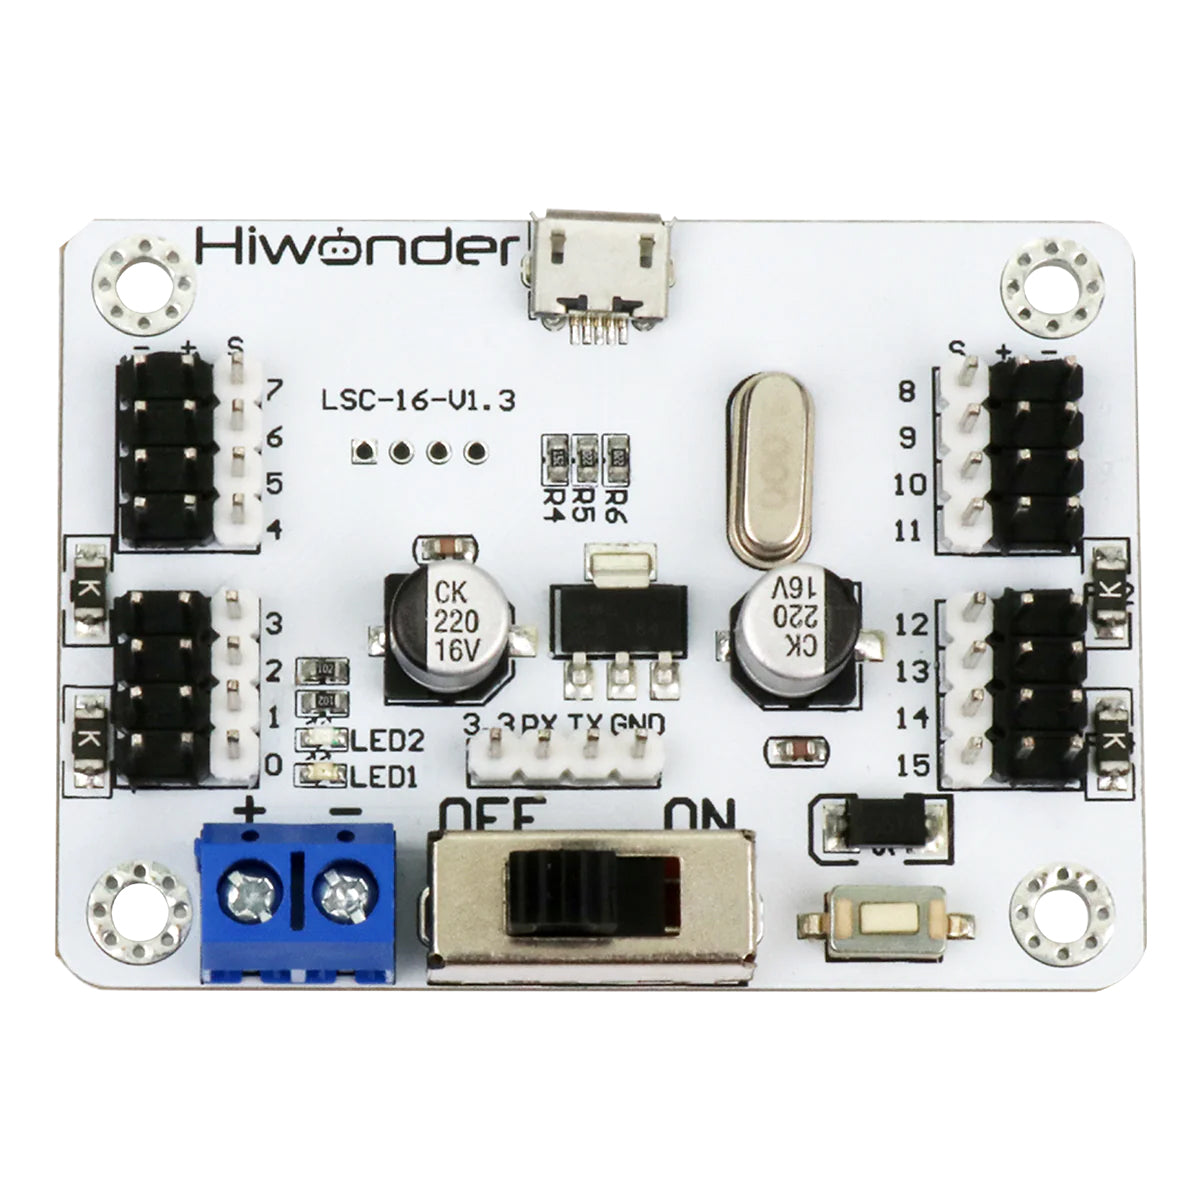 Hiwonder
- + S
7
6
5
4
LSC-16-V1.3
R4
R5
R6
S + -
8
9
10
11
K
3
2
1
0
CK
220
16V
102
102
LED2
LED1
3.3 RX TX GND
CK
220
16V
12
13
14
15
K
K
K
+ -
OFF ON